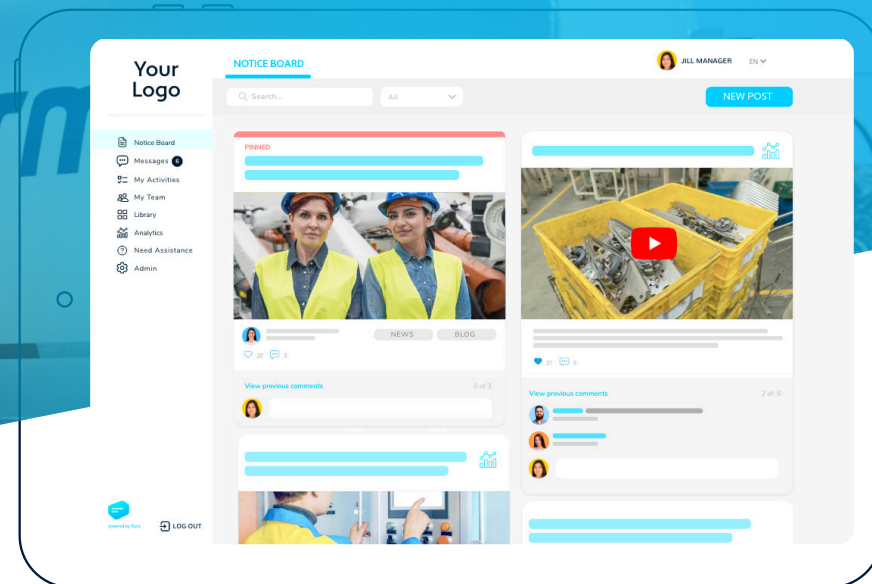 Your
Logo
NOTICE BOARD
JILL MANAGER EN
Search...
All
NEW POST
Notice Board
Messages 6
My Activities
My Team
Library
Analytics
Need Assistance
Admin
LOG OUT
PINNED
NEWS BLOG
20 3
View previous comments 0 of 3
21 6
View previous comments 2 of 6